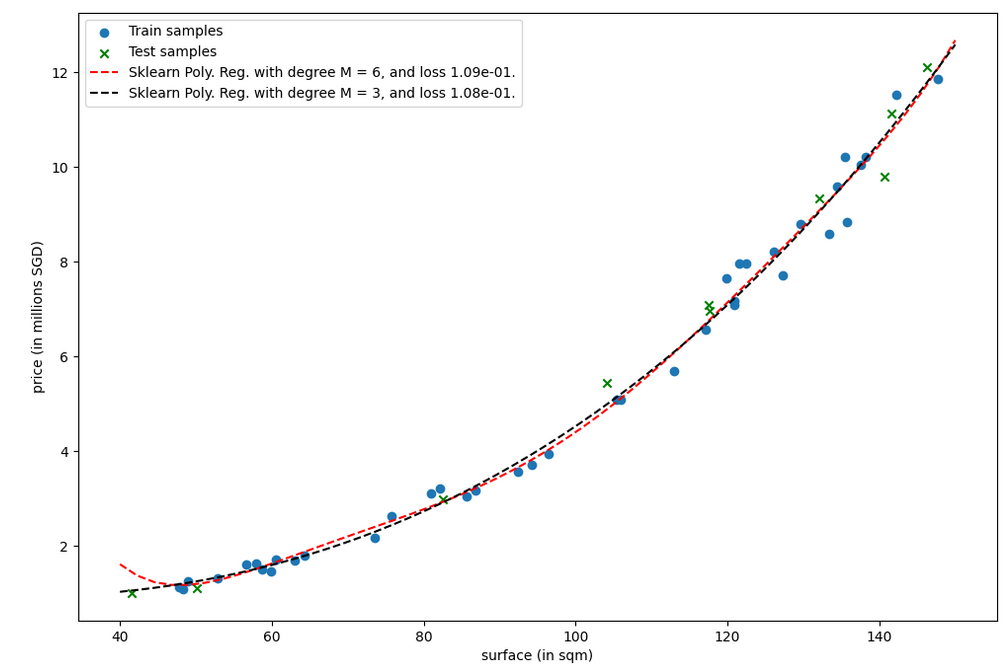 Train samples
Test samples
Sklearn Poly. Reg. with degree M = 6, and loss 1.09e-01.
Sklearn Poly. Reg. with degree M = 3, and loss 1.08e-01.
price (in millions SGD)
12
10
8
6
4
2
40 60 80 100 120 140
surface (in sqm)